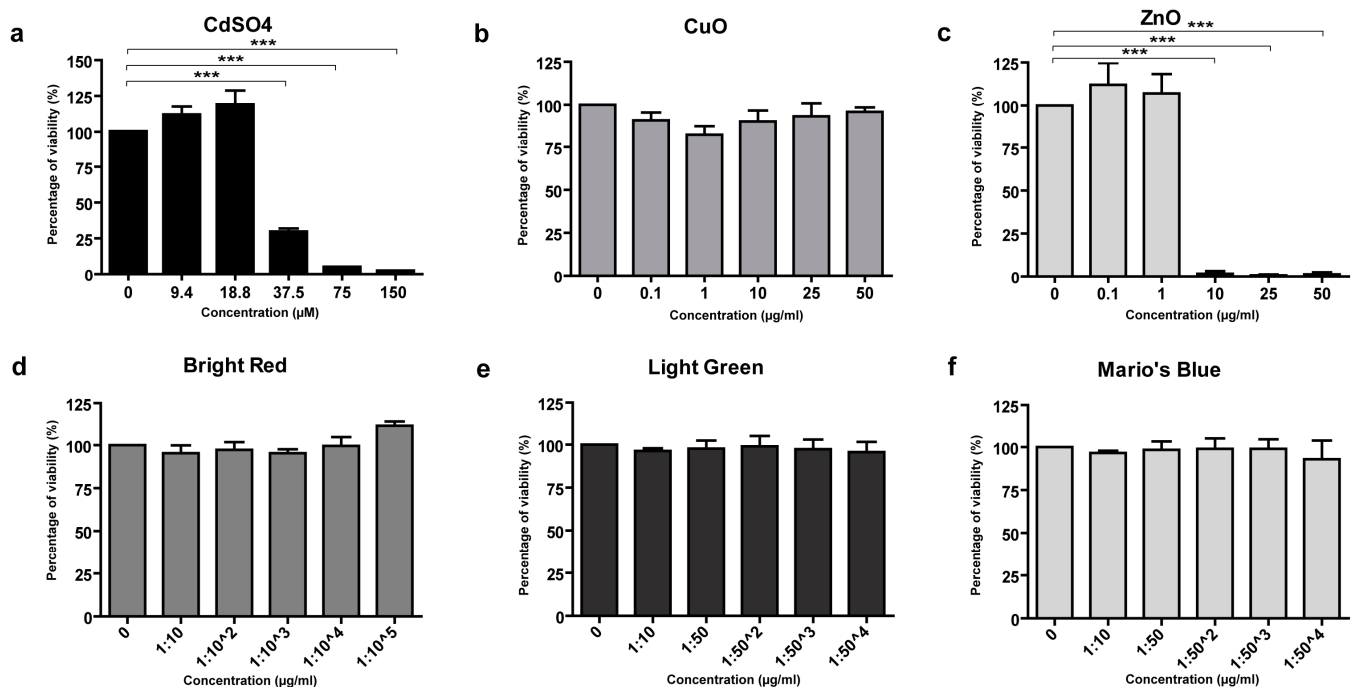 a
CdSO4
***
***
***
Percentage of viability (%)
150
125
100
75
50
25
0
0 9.4 18.8 37.5 75 150
Concentration (µM)
b
CuO
Percentage of viability (%)
125
100
75
50
25
0
0 0.1 1 10 25 50
Concentration (µg/ml)
c
ZnO
***
***
***
Percentage of viability (%)
125
100
75
50
25
0
0 0.1 1 10 25 50
Concentration (µg/ml)
d
Bright Red
Percentage of viability (%)
125
100
75
50
25
0
0 1:10 1:10^2 1:10^3 1:10^4 1:10^5
Concentration (µg/ml)
e
Light Green
Percentage of viability (%)
125
100
75
50
25
0
0 1:10 1:50 1:50^2 1:50^3 1:50^4
Concentration (µg/ml)
f
Mario's Blue
Percentage of viability (%)
125
100
75
50
25
0
0 1:10 1:50 1:50^2 1:50^3 1:50^4
Concentration (µg/ml)